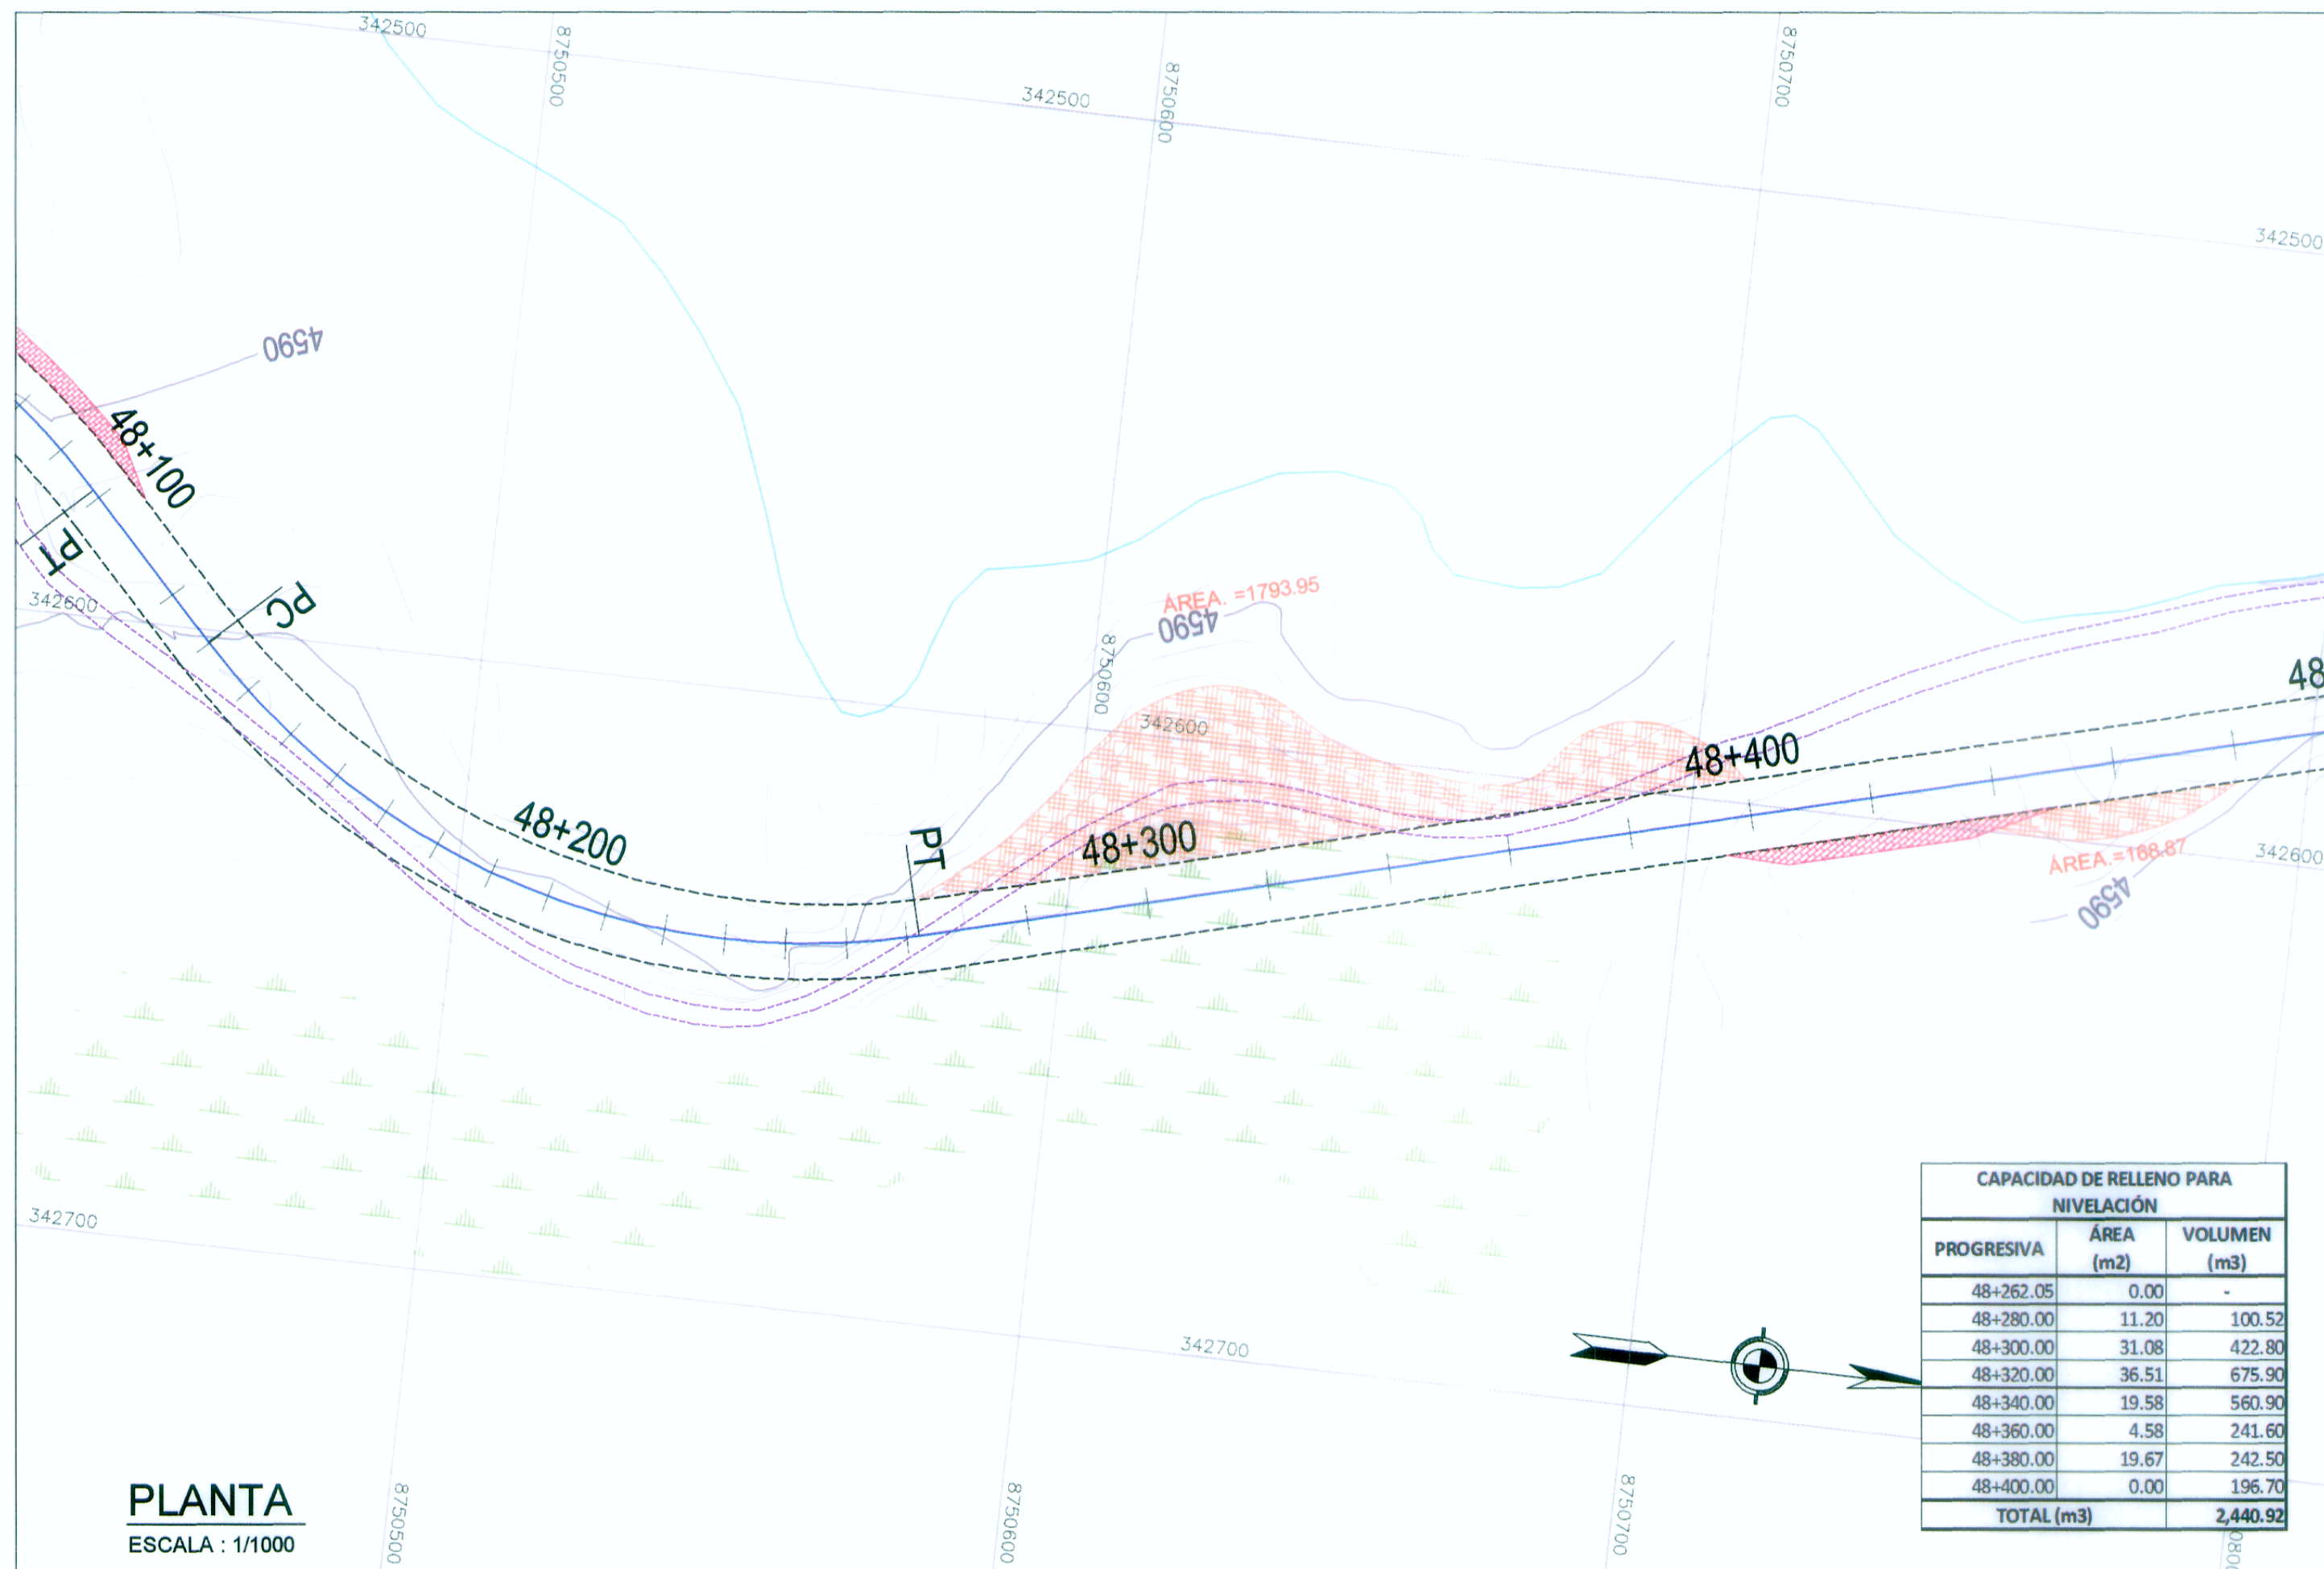 342500
8750500
342500
8750600
8750700
342500
4590
48+100
PT
PC
342600
ÁREA. =1793.95
4590
8750600
342600
48
48+400
48+200
PT
48+300
ÁREA.=168.87
342600
4590
342700
342700
CAPACIDAD DE RELLENO PARA
NIVELACIÓN
PROGRESIVA ÁREA (m2) VOLUMEN (m3)
48+262.05 0.00 -
48+280.00 11.20 100.52
48+300.00 31.08 422.80
48+320.00 36.51 675.90
48+340.00 19.58 560.90
48+360.00 4.58 241.60
48+380.00 19.67 242.50
48+400.00 0.00 196.70
TOTAL (m3) 2,440.92
PLANTA
ESCALA : 1/1000
8750500
8750600
8750700